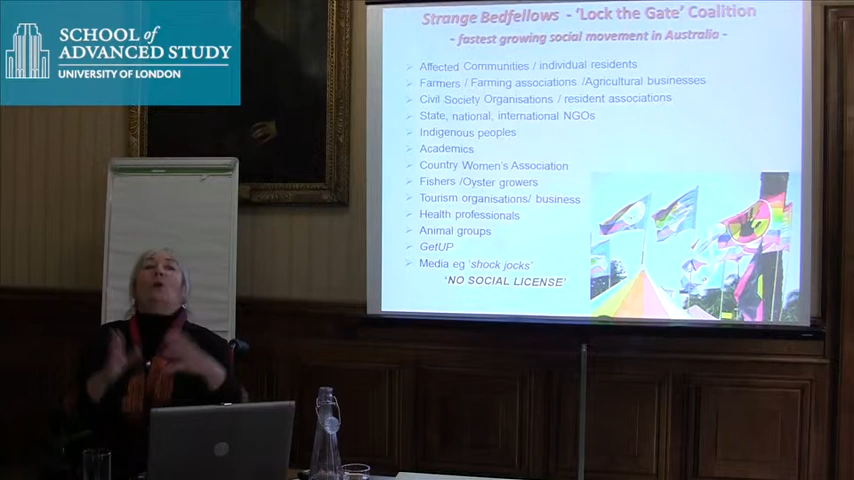 SCHOOL of
ADVANCED STUDY
UNIVERSITY OF LONDON
Strange Bedfellows - 'Lock the Gate' Coalition
- fastest growing social movement in Australia -
Affected Communities / individual residents
Farmers / Farming associations /Agricultural businesses
Civil Society Organisations / resident associations
State, national, international NGOs
Indigenous peoples
Academics
Country Women's Association
Fishers /Oyster growers
Tourism organisations/ business
Health professionals
Animal groups
GetUP
Media eg 'shock jocks'
'NO SOCIAL LICENSE'